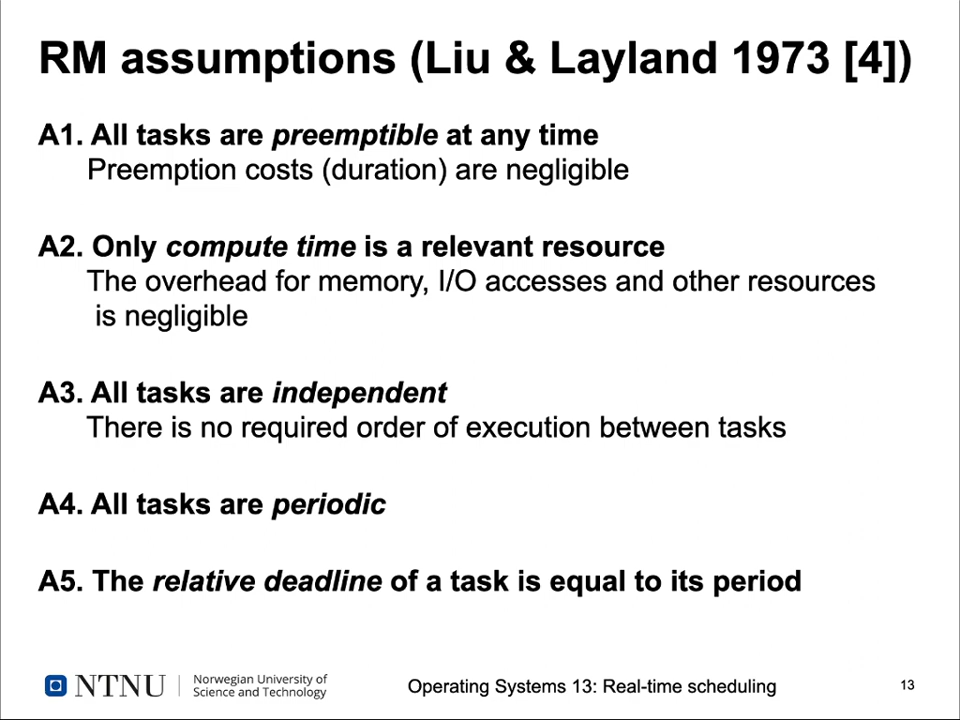 RM assumptions (Liu & Layland 1973 [4])
A1. All tasks are preemptible at any time
Preemption costs (duration) are negligible
A2. Only compute time is a relevant resource
The overhead for memory, I/O accesses and other resources
is negligible
A3. All tasks are independent
There is no required order of execution between tasks
A4. All tasks are periodic
A5. The relative deadline of a task is equal to its period
NTNU
Norwegian University of
Science and Technology
Operating Systems 13: Real-time scheduling
13